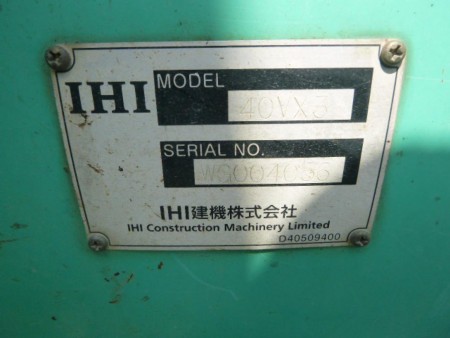 IHI
MODEL
40VX3
SERIAL NO.
IHI建機株式会社
IHI Construction Machinery Limited
D40509400